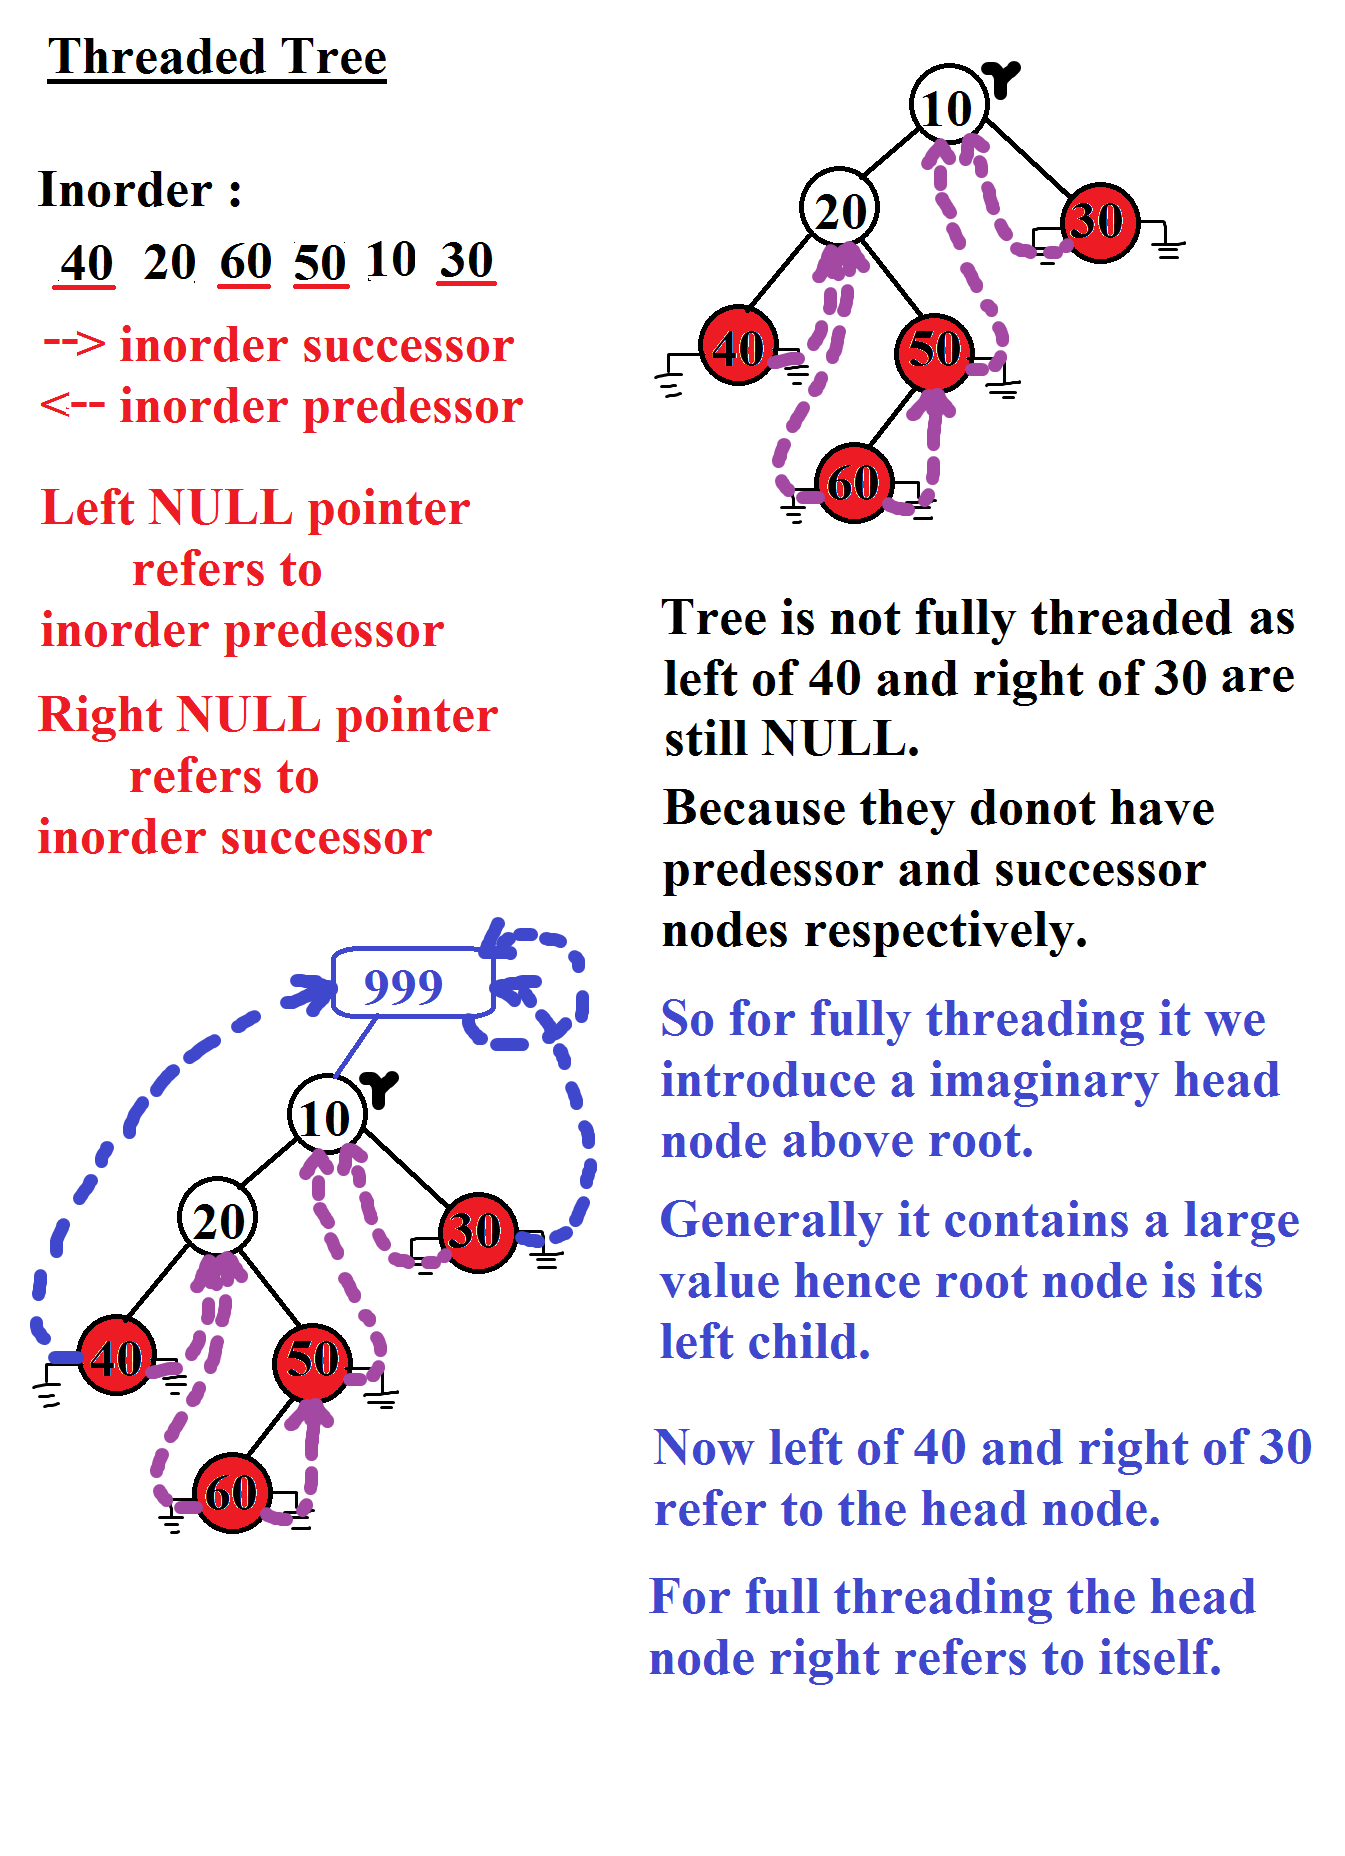 Threaded Tree
Inorder :
40 20 60 50 10 30
--> inorder successor
<-- inorder predessor
Left NULL pointer
refers to
inorder predessor
Right NULL pointer
refers to
inorder successor
10
20
30
40
50
60
Tree is not fully threaded as
left of 40 and right of 30 are
still NULL.
Because they donot have
predessor and successor
nodes respectively.
So for fully threading it we
introduce a imaginary head
node above root.
Generally it contains a large
value hence root node is its
left child.
Now left of 40 and right of 30
refer to the head node.
For full threading the head
node right refers to itself.
999
10
20
30
40
50
60